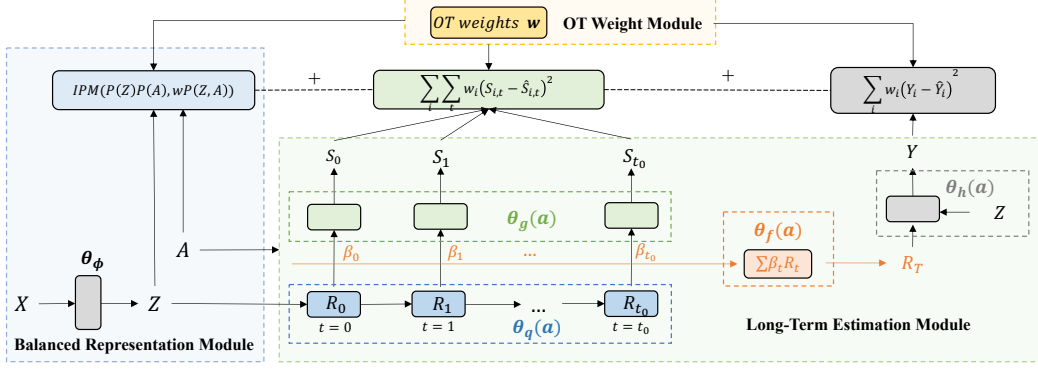 OT weights w
OT Weight Module
IPM(P(Z)P(A), wP(Z, A))
+
∑_i ∑_t w_i(S_{i,t} − Ŝ_{i,t})²
+
∑_i w_i(Y_i − Ŷ_i)²
S_0
S_1
S_{t_0}
Y
θ_g(a)
θ_h(a)
Z
A
β_0
β_1
...
β_{t_0}
θ_f(a)
∑β_tR_t
R_T
θ_ϕ
X
Z
R_0
R_1
...
R_{t_0}
t = 0
t = 1
θ_q(a)
t = t_0
Long-Term Estimation Module
Balanced Representation Module